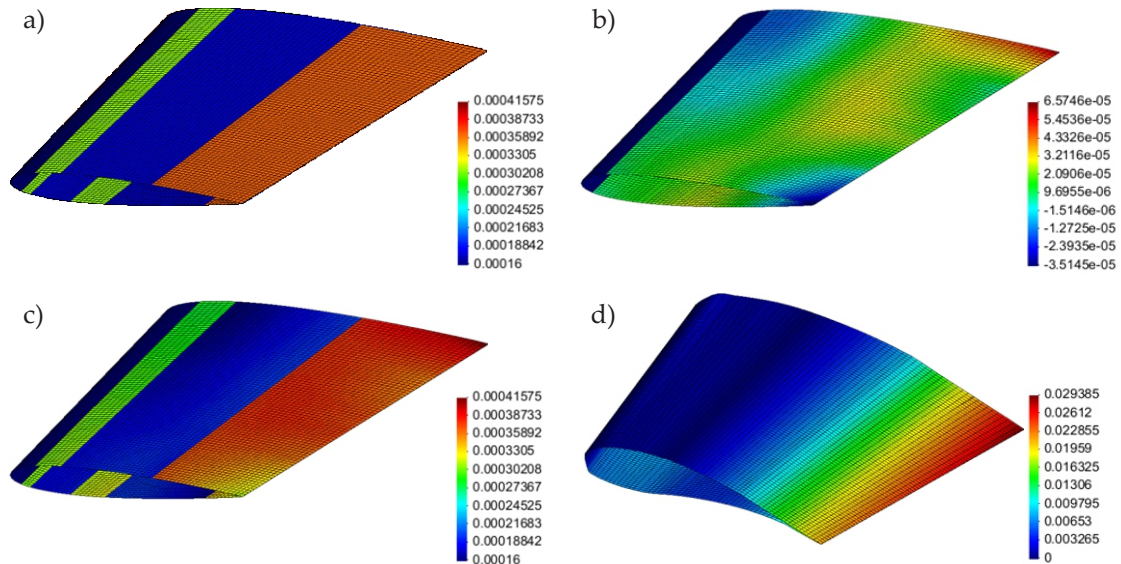 a)
0.00041575
0.00038733
0.00035892
0.0003305
0.00030208
0.00027367
0.00024525
0.00021683
0.00018842
0.00016
b)
6.5746e-05
5.4536e-05
4.3326e-05
3.2116e-05
2.0906e-05
9.6955e-06
-1.5146e-06
-1.2725e-05
-2.3935e-05
-3.5145e-05
c)
0.00041575
0.00038733
0.00035892
0.0003305
0.00030208
0.00027367
0.00024525
0.00021683
0.00018842
0.00016
d)
0.029385
0.02612
0.022855
0.01959
0.016325
0.01306
0.009795
0.00653
0.003265
0